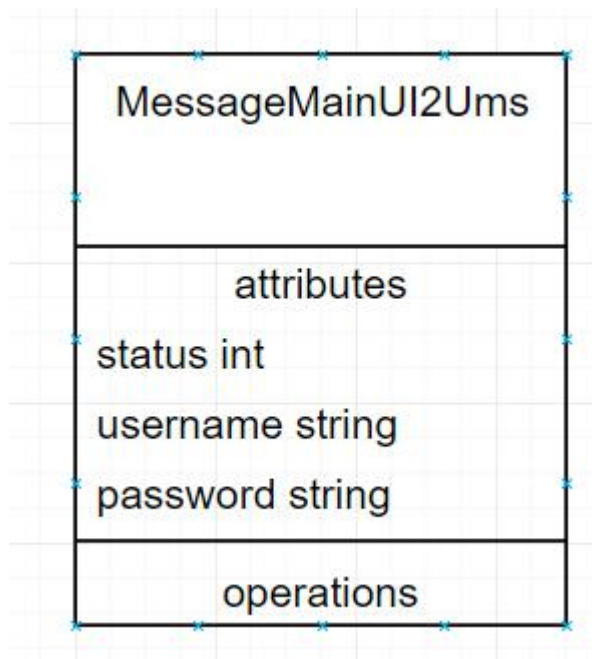 MessageMainUI2Ums
attributes
status int
username string
password string
operations